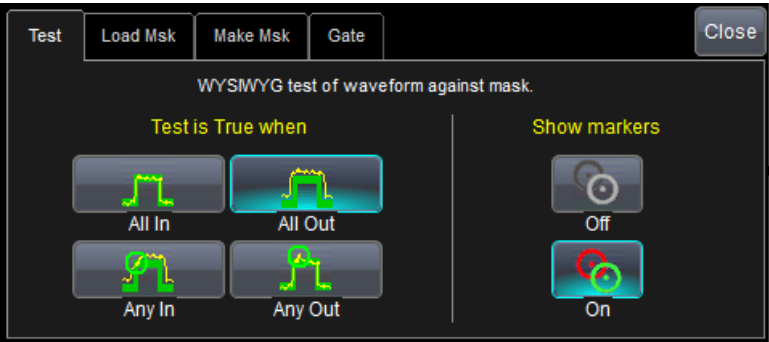 Test Load Msk Make Msk Gate Close
WYSIWYG test of waveform against mask.
Test is True when Show markers
All In All Out Off
Any In Any Out On